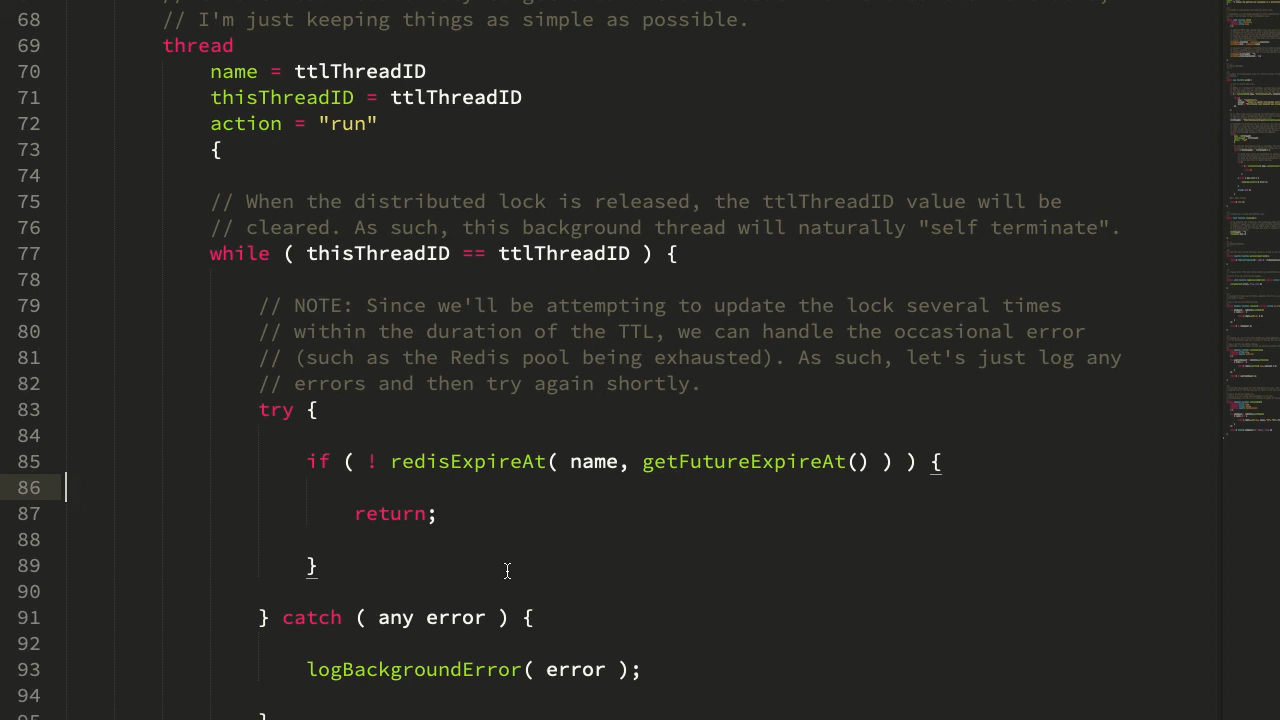 68 // I'm just keeping things as simple as possible.
69 thread
70 name = ttlThreadID
71 thisThreadID = ttlThreadID
72 action = "run"
73 {
74
75 // When the distributed lock is released, the ttlThreadID value will be
76 // cleared. As such, this background thread will naturally "self terminate".
77 while ( thisThreadID == ttlThreadID ) {
78
79 // NOTE: Since we'll be attempting to update the lock several times
80 // within the duration of the TTL, we can handle the occasional error
81 // (such as the Redis pool being exhausted). As such, let's just log any
82 // errors and then try again shortly.
83 try {
84
85 if ( ! redisExpireAt( name, getFutureExpireAt() ) ) {
86
87 return;
88
89 }
90
91 } catch ( any error ) {
92
93 logBackgroundError( error );
94